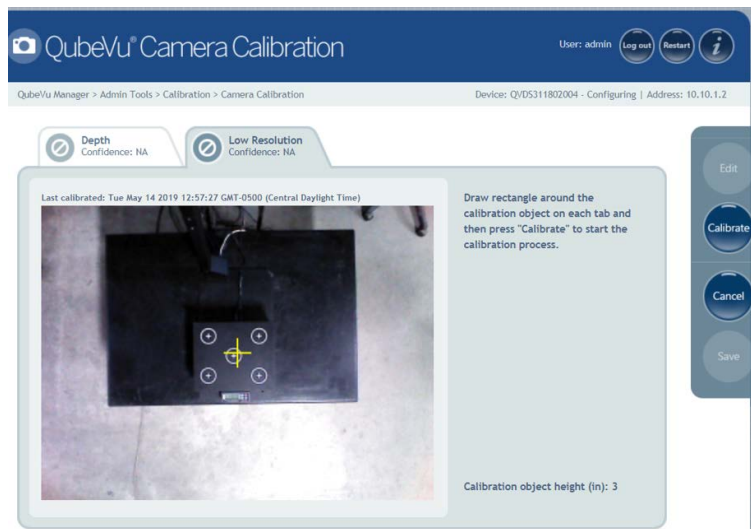 QubeVu® Camera Calibration
User: admin
Log out
Restart
i
QubeVu Manager > Admin Tools > Calibration > Camera Calibration
Device: QVDS311802004 - Configuring | Address: 10.10.1.2
Depth
Confidence: NA
Low Resolution
Confidence: NA
Edit
Calibrate
Cancel
Save
Last calibrated: Tue May 14 2019 12:57:27 GMT-0500 (Central Daylight Time)
Draw rectangle around the
calibration object on each tab and
then press "Calibrate" to start the
calibration process.
Calibration object height (in): 3